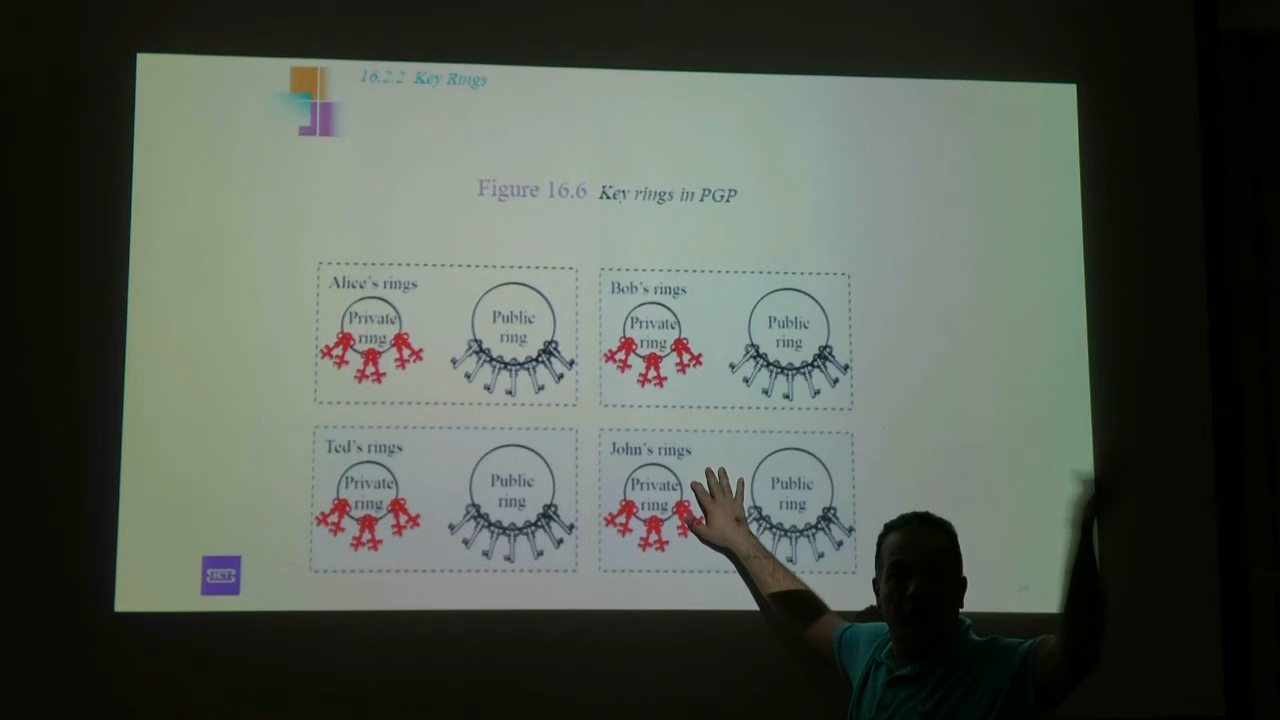 16.2.2 Key Rings
Figure 16.6 Key rings in PGP
Alice's rings
Private
ring
Public
ring
Bob's rings
Private
ring
Public
ring
Ted's rings
Private
ring
Public
ring
John's rings
Private
ring
Public
ring